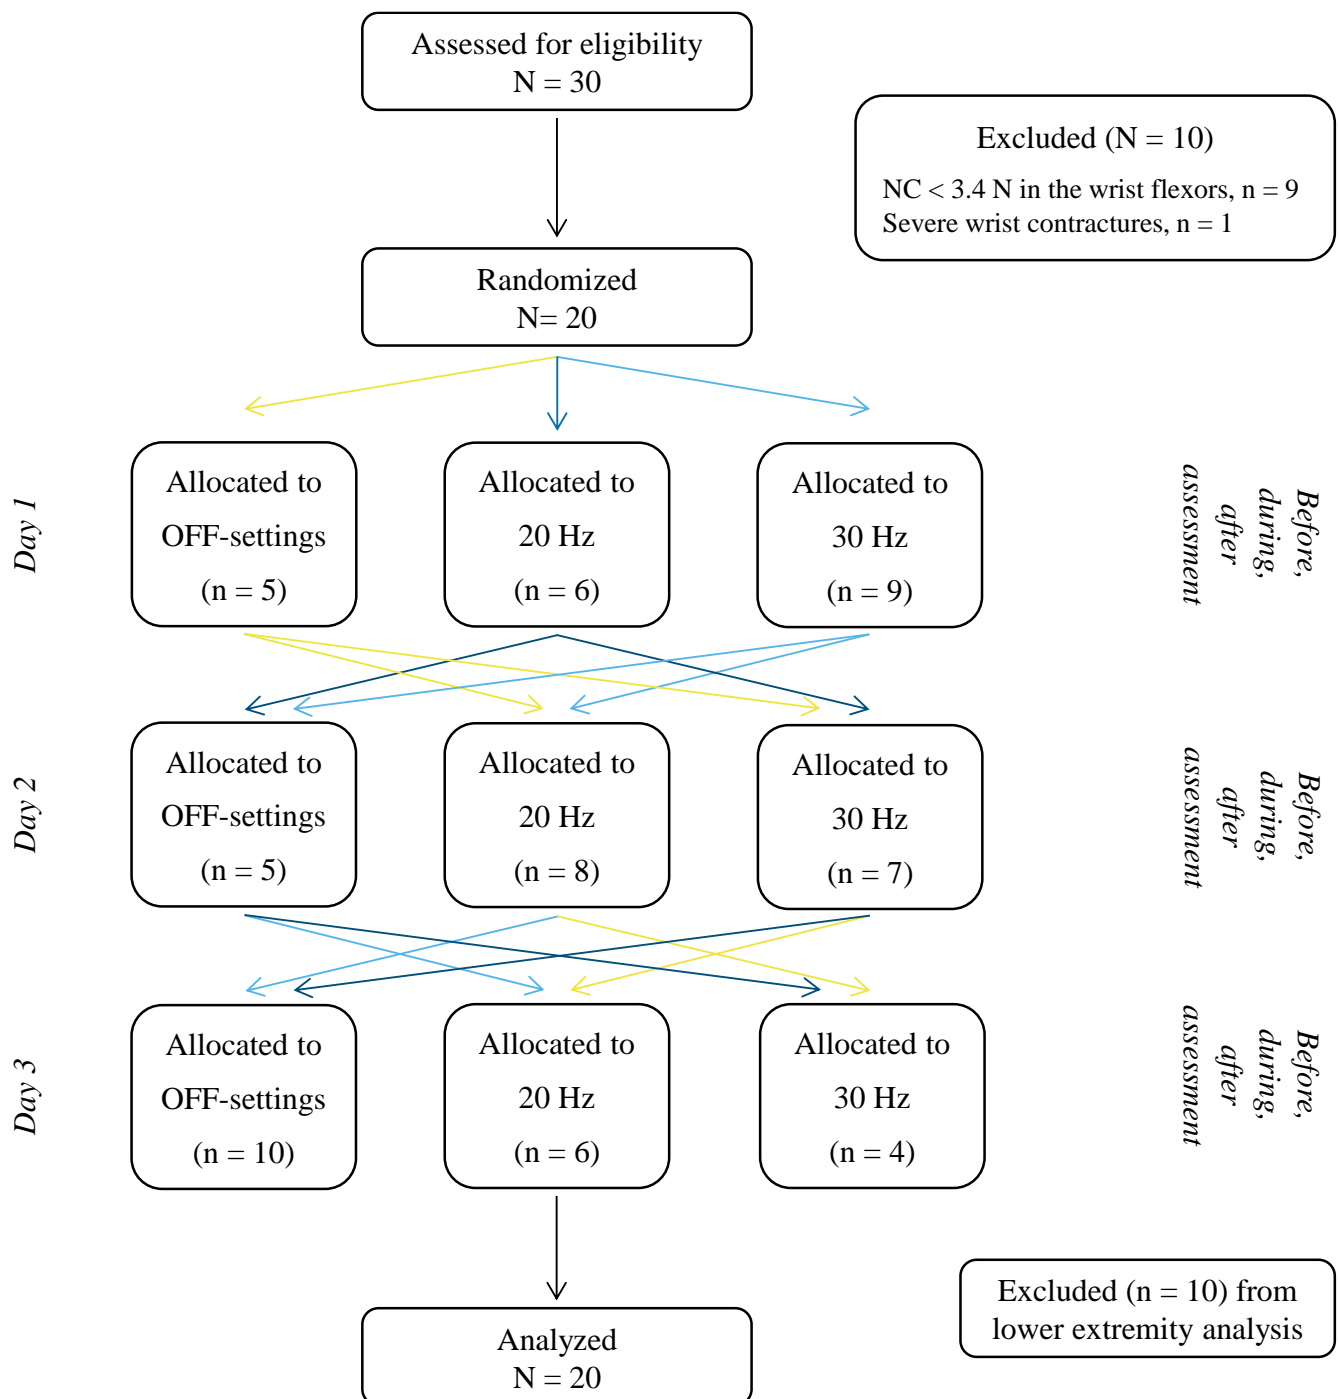 Assessed for eligibility
N = 30
Excluded (N = 10)
NC < 3.4 N in the wrist flexors, n = 9
Severe wrist contractures, n = 1
Randomized
N= 20
Day 1
Allocated to
OFF-settings
(n = 5)
Allocated to
20 Hz
(n = 6)
Allocated to
30 Hz
(n = 9)
Before,
during,
after
assessment
Day 2
Allocated to
OFF-settings
(n = 5)
Allocated to
20 Hz
(n = 8)
Allocated to
30 Hz
(n = 7)
Before,
during,
after
assessment
Day 3
Allocated to
OFF-settings
(n = 10)
Allocated to
20 Hz
(n = 6)
Allocated to
30 Hz
(n = 4)
Before,
during,
after
assessment
Excluded (n = 10) from
lower extremity analysis
Analyzed
N = 20